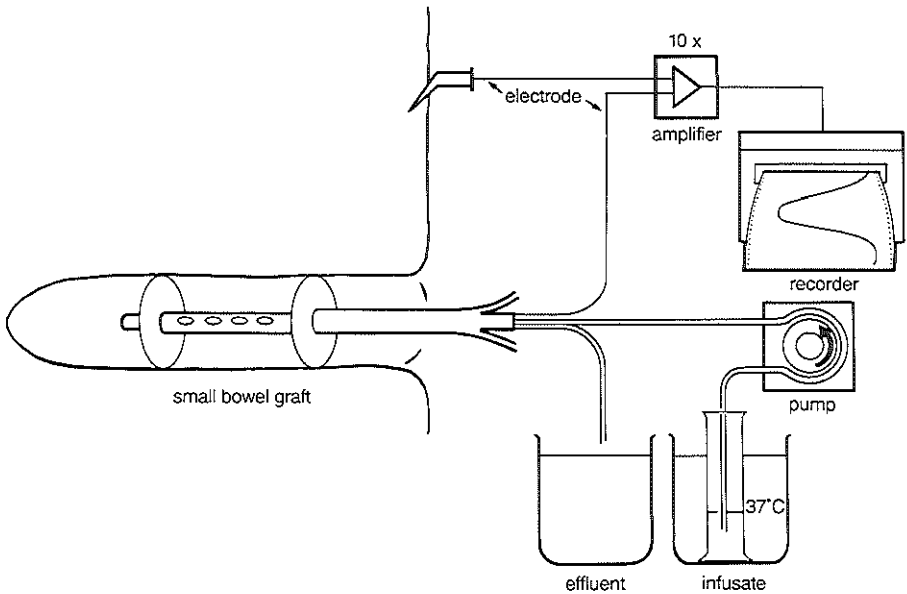 10 x
electrode
amplifier
recorder
small bowel graft
pump
37°C
effluent
infusate